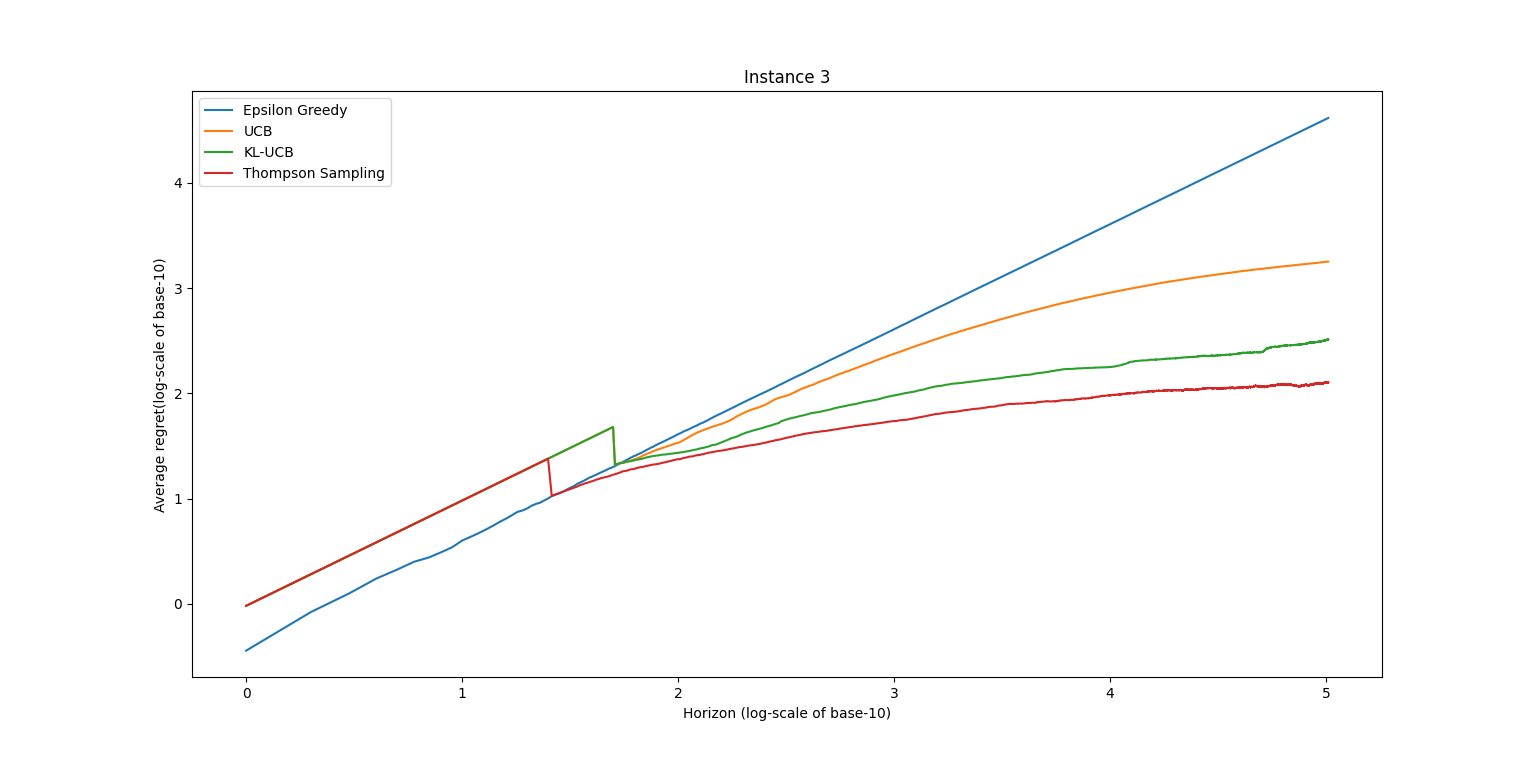 Instance 3
Epsilon Greedy
UCB
KL-UCB
Thompson Sampling
Average regret(log-scale of base-10)
4
3
2
1
0
0 1 2 3 4 5
Horizon (log-scale of base-10)